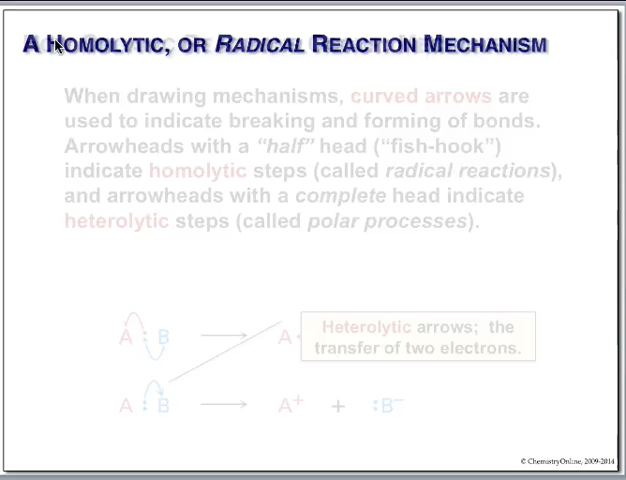 A HOMOLYTIC, OR RADICAL REACTION MECHANISM
When drawing mechanisms, curved arrows are
used to indicate breaking and forming of bonds.
Arrowheads with a “half” head (“fish-hook”)
indicate homolytic steps (called radical reactions),
and arrowheads with a complete head indicate
heterolytic steps (called polar processes).
A : B A·
Heterolytic arrows; the
transfer of two electrons.
A : B A+ + :B−
© ChemistryOnline, 2009-2014